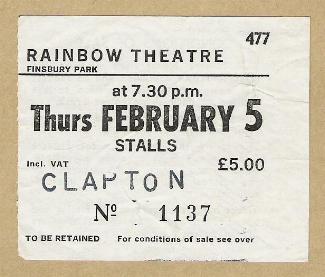 477
RAINBOW THEATRE
FINSBURY PARK
at 7.30 p.m.
Thurs FEBRUARY 5
STALLS
Incl. VAT £5.00
CLAPTON
Nº 1137
TO BE RETAINED For conditions of sale see over